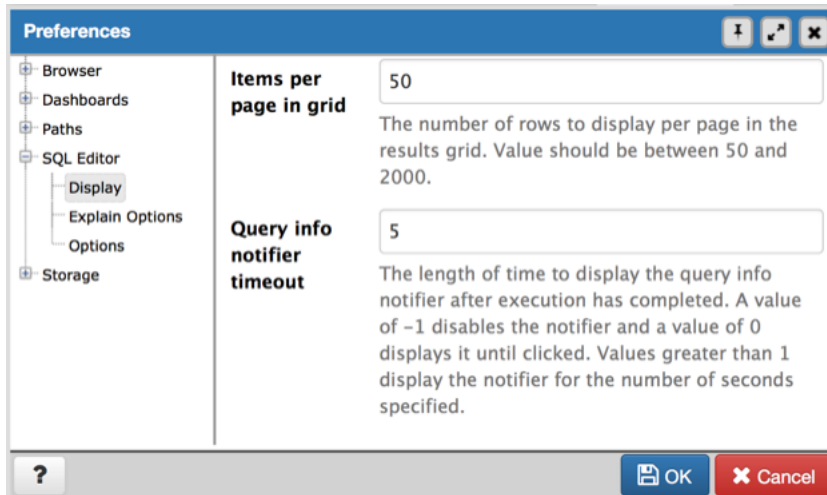 Preferences
Browser
Dashboards
Paths
SQL Editor
Display
Explain Options
Options
Storage
Items per
page in grid
50
The number of rows to display per page in the
results grid. Value should be between 50 and
2000.
Query info
notifier
timeout
5
The length of time to display the query info
notifier after execution has completed. A value
of -1 disables the notifier and a value of 0
displays it until clicked. Values greater than 1
display the notifier for the number of seconds
specified.
?
OK
Cancel